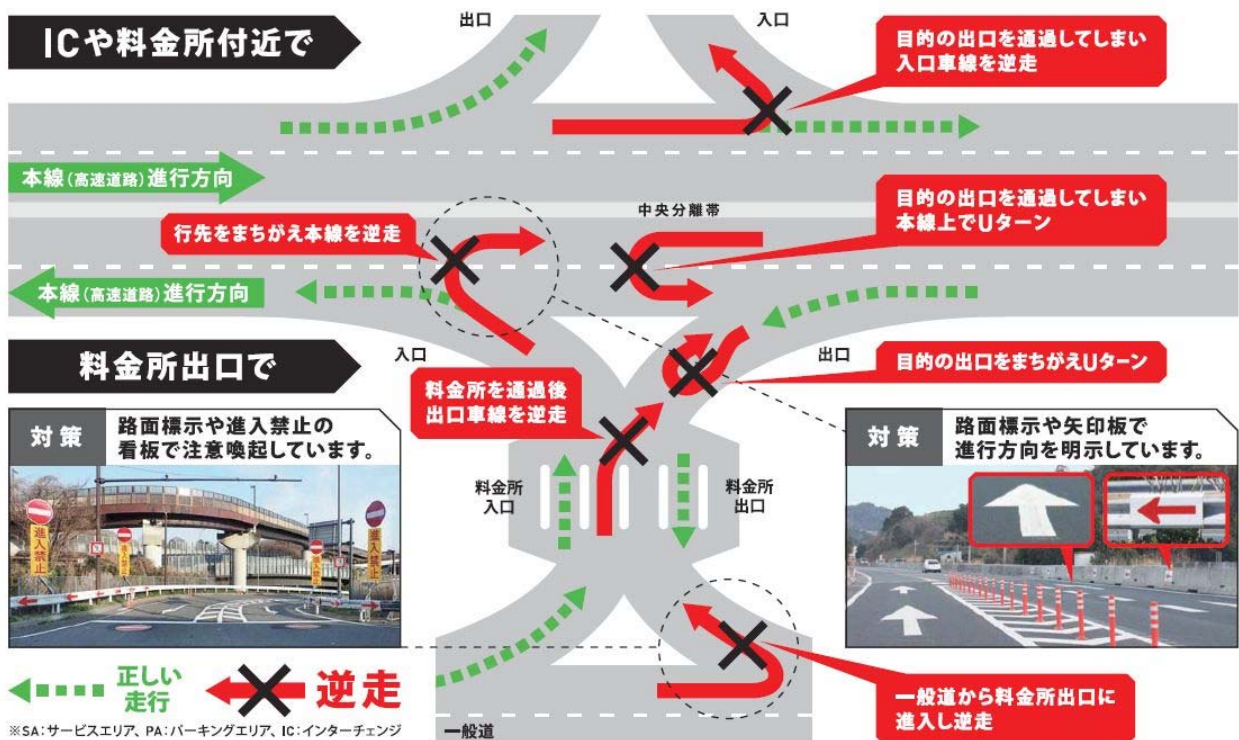 ICや料金所付近で
出口
入口
目的の出口を通過してしまい
入口車線を逆走
本線(高速道路)進行方向
中央分離帯
目的の出口を通過してしまい
本線上でUターン
行先をまちがえ本線を逆走
本線(高速道路)進行方向
料金所出口で
入口
出口
目的の出口をまちがえUターン
料金所を通過後
出口車線を逆走
対策
路面標示や進入禁止の
看板で注意喚起しています。
対策
路面標示や矢印板で
進行方向を明示しています。
料金所
入口
料金所
出口
進入禁止
進入禁止
進入禁止
進入禁止
正しい
走行
逆走
一般道から料金所出口に
進入し逆走
※SA:サービスエリア、PA:パーキングエリア、IC:インターチェンジ
一般道